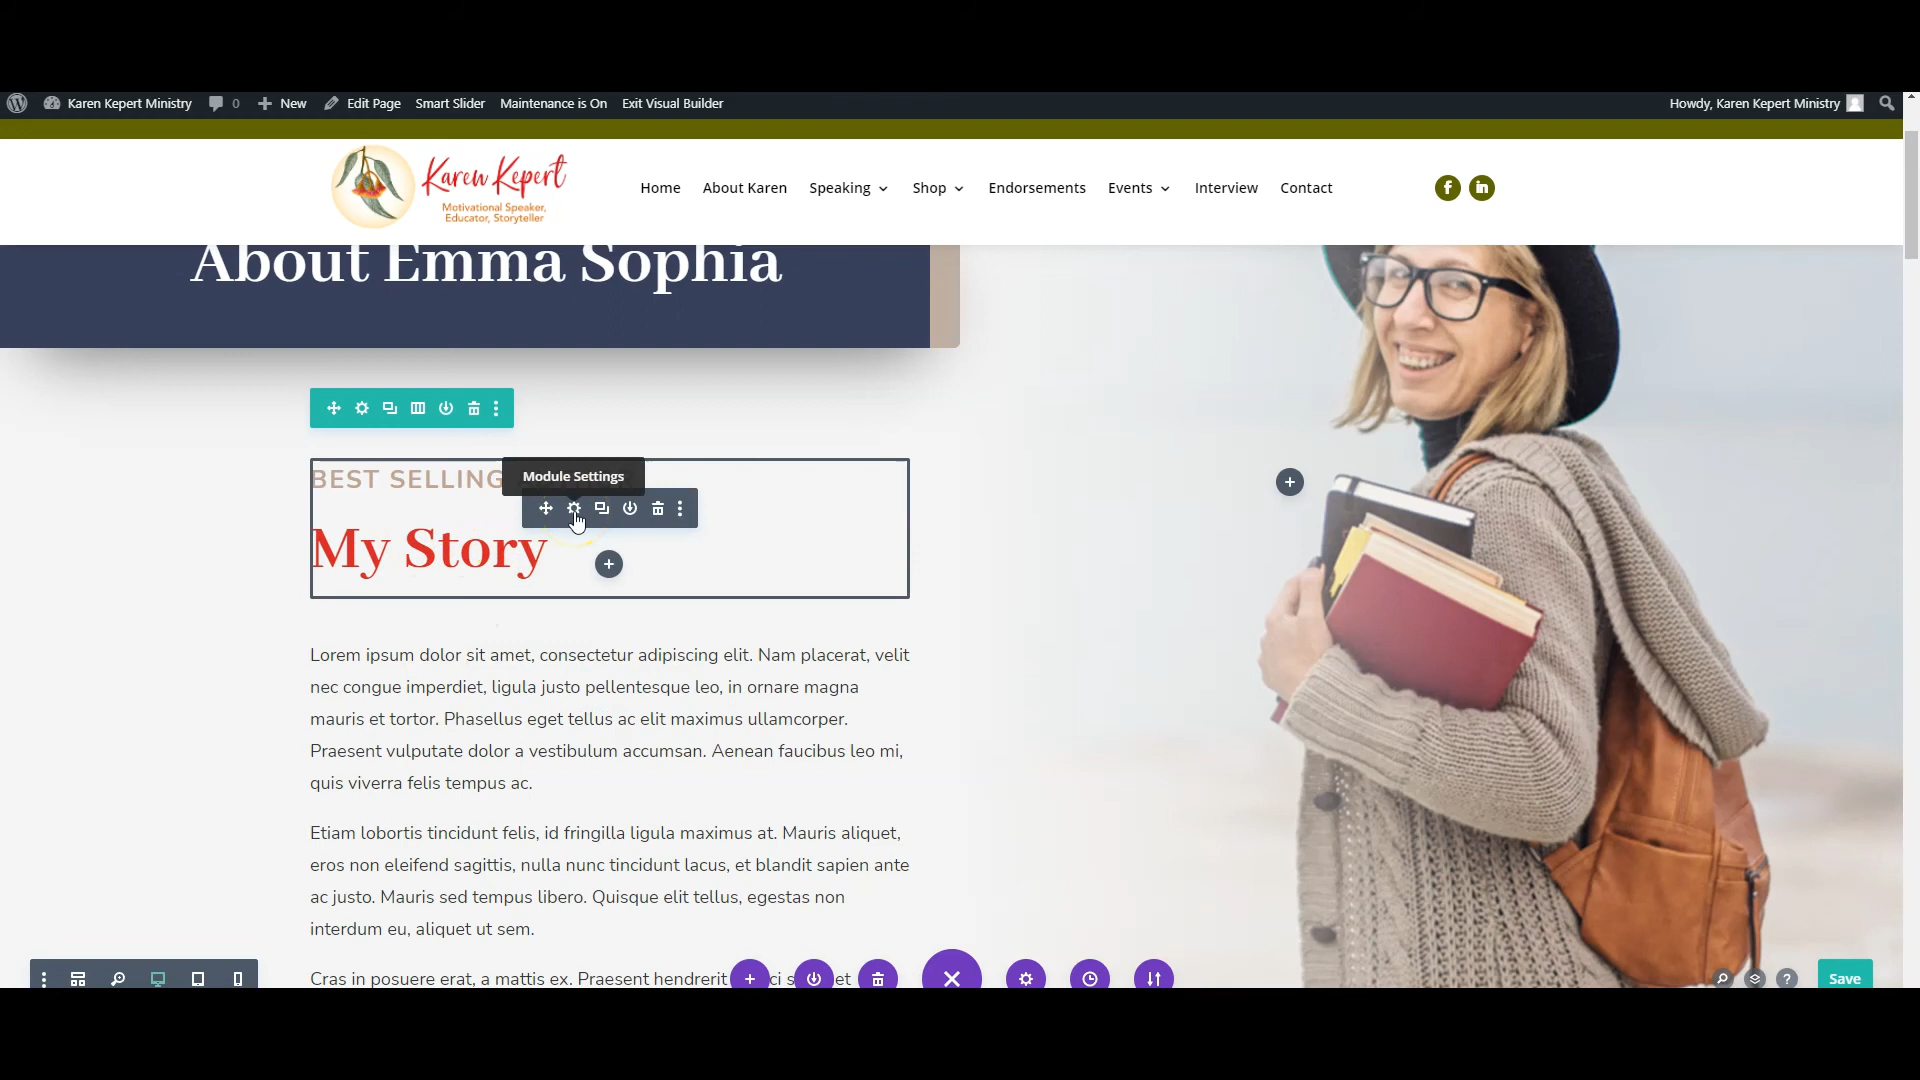 Karen Kepert Ministry 0 New Edit Page Smart Slider Maintenance is On Exit Visual Builder Howdy, Karen Kepert Ministry
Karen Kepert
Motivational Speaker,
Educator, Storyteller
Home About Karen Speaking Shop Endorsements Events Interview Contact
About Emma Sophia
BEST SELLING
Module Settings
My Story
Lorem ipsum dolor sit amet, consectetur adipiscing elit. Nam placerat, velit
nec congue imperdiet, ligula justo pellentesque leo, in ornare magna
mauris et tortor. Phasellus eget tellus ac elit maximus ullamcorper.
Praesent vulputate dolor a vestibulum accumsan. Aenean faucibus leo mi,
quis viverra felis tempus ac.
Etiam lobortis tincidunt felis, id fringilla ligula maximus at. Mauris aliquet,
eros non eleifend sagittis, nulla nunc tincidunt lacus, et blandit sapien ante
ac justo. Mauris sed tempus libero. Quisque elit tellus, egestas non
interdum eu, aliquet ut sem.
Cras in posuere erat, a mattis ex. Praesent hendrerit
Save